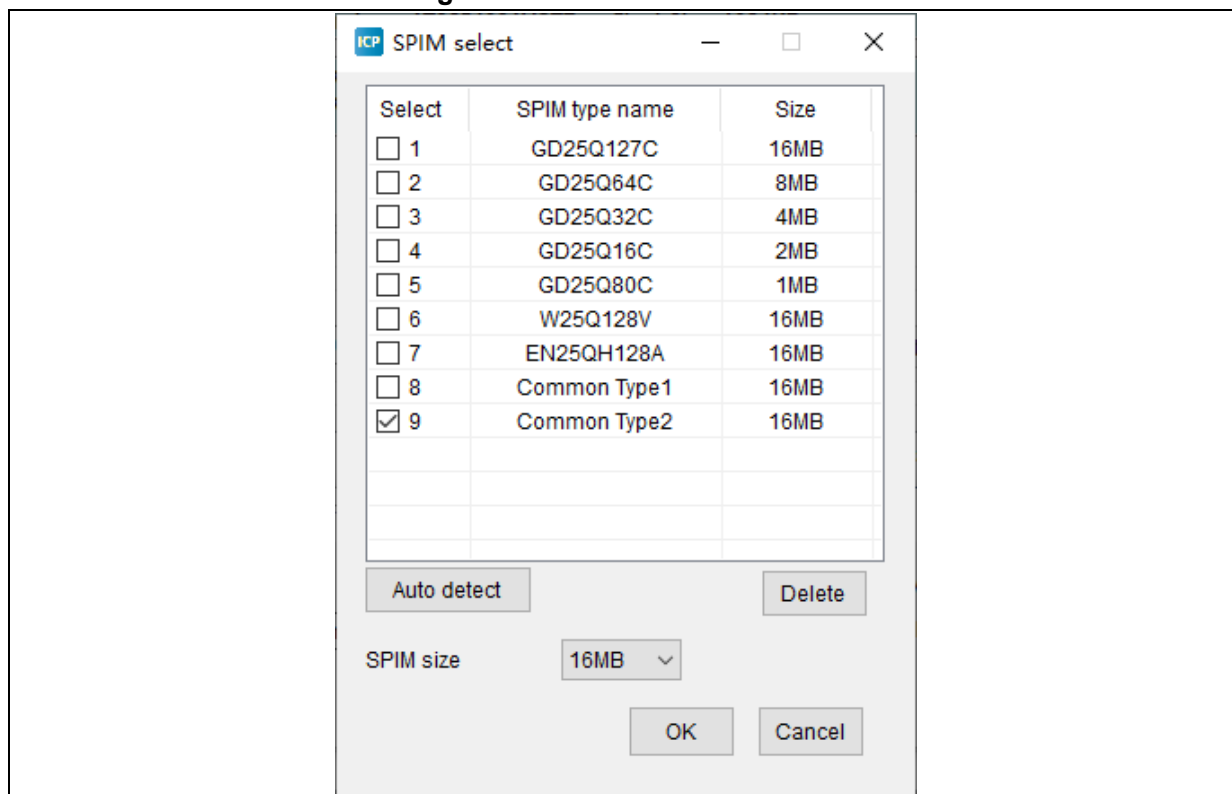 ICP SPIM select
Select SPIM type name Size
1 GD25Q127C 16MB
2 GD25Q64C 8MB
3 GD25Q32C 4MB
4 GD25Q16C 2MB
5 GD25Q80C 1MB
6 W25Q128V 16MB
7 EN25QH128A 16MB
8 Common Type1 16MB
9 Common Type2 16MB
Auto detect Delete
SPIM size 16MB
OK Cancel